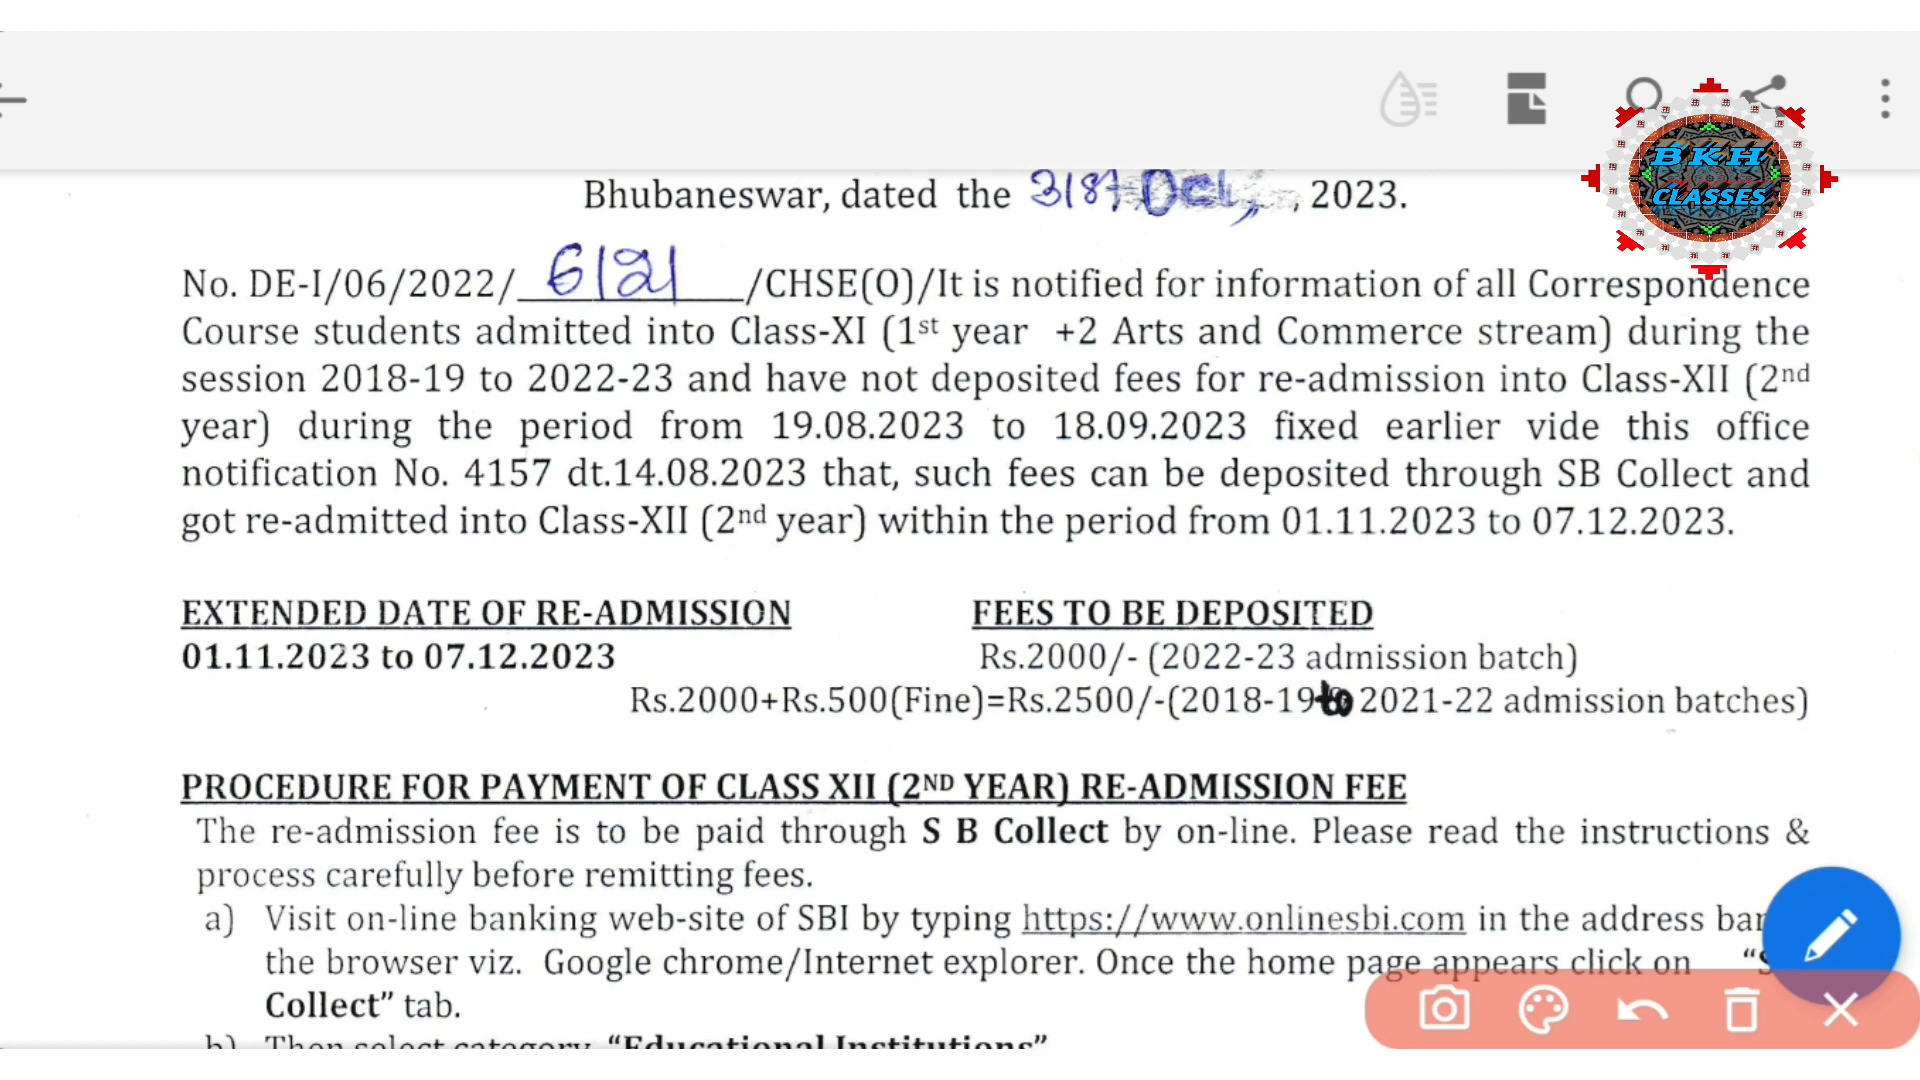 Bhubaneswar, dated the 31st Oct, , 2023.
BKH
CLASSES
No. DE-I/06/2022/ 6121 /CHSE(O)/It is notified for information of all Correspondence
Course students admitted into Class-XI (1st year +2 Arts and Commerce stream) during the
session 2018-19 to 2022-23 and have not deposited fees for re-admission into Class-XII (2nd
year) during the period from 19.08.2023 to 18.09.2023 fixed earlier vide this office
notification No. 4157 dt.14.08.2023 that, such fees can be deposited through SB Collect and
got re-admitted into Class-XII (2nd year) within the period from 01.11.2023 to 07.12.2023.
EXTENDED DATE OF RE-ADMISSION FEES TO BE DEPOSITED
01.11.2023 to 07.12.2023 Rs.2000/- (2022-23 admission batch)
Rs.2000+Rs.500(Fine)=Rs.2500/-(2018-19 to 2021-22 admission batches)
PROCEDURE FOR PAYMENT OF CLASS XII (2ND YEAR) RE-ADMISSION FEE
The re-admission fee is to be paid through S B Collect by on-line. Please read the instructions &
process carefully before remitting fees.
a) Visit on-line banking web-site of SBI by typing https://www.onlinesbi.com in the address bar
the browser viz. Google chrome/Internet explorer. Once the home page appears click on "S
Collect" tab.
b) Then select category "Educational Institutions"